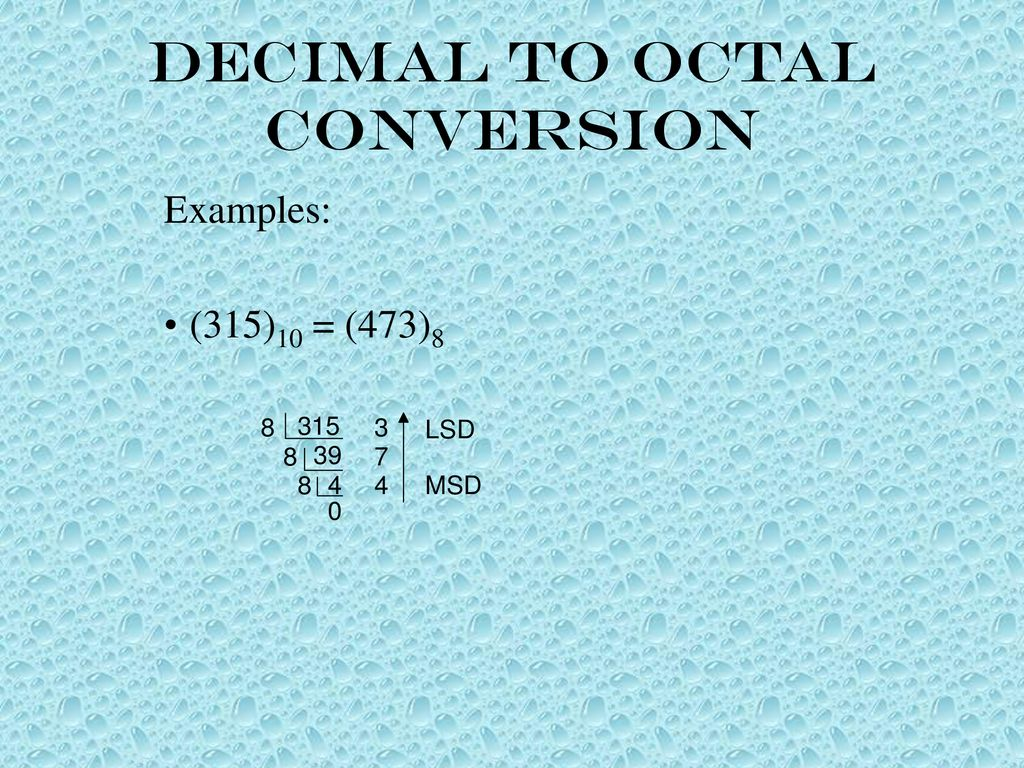 DECIMAL TO OCTAL
CONVERSION
Examples:
• (315)₁₀ = (473)₈
8 315 3 LSD
8 39 7
8 4 4 MSD
0